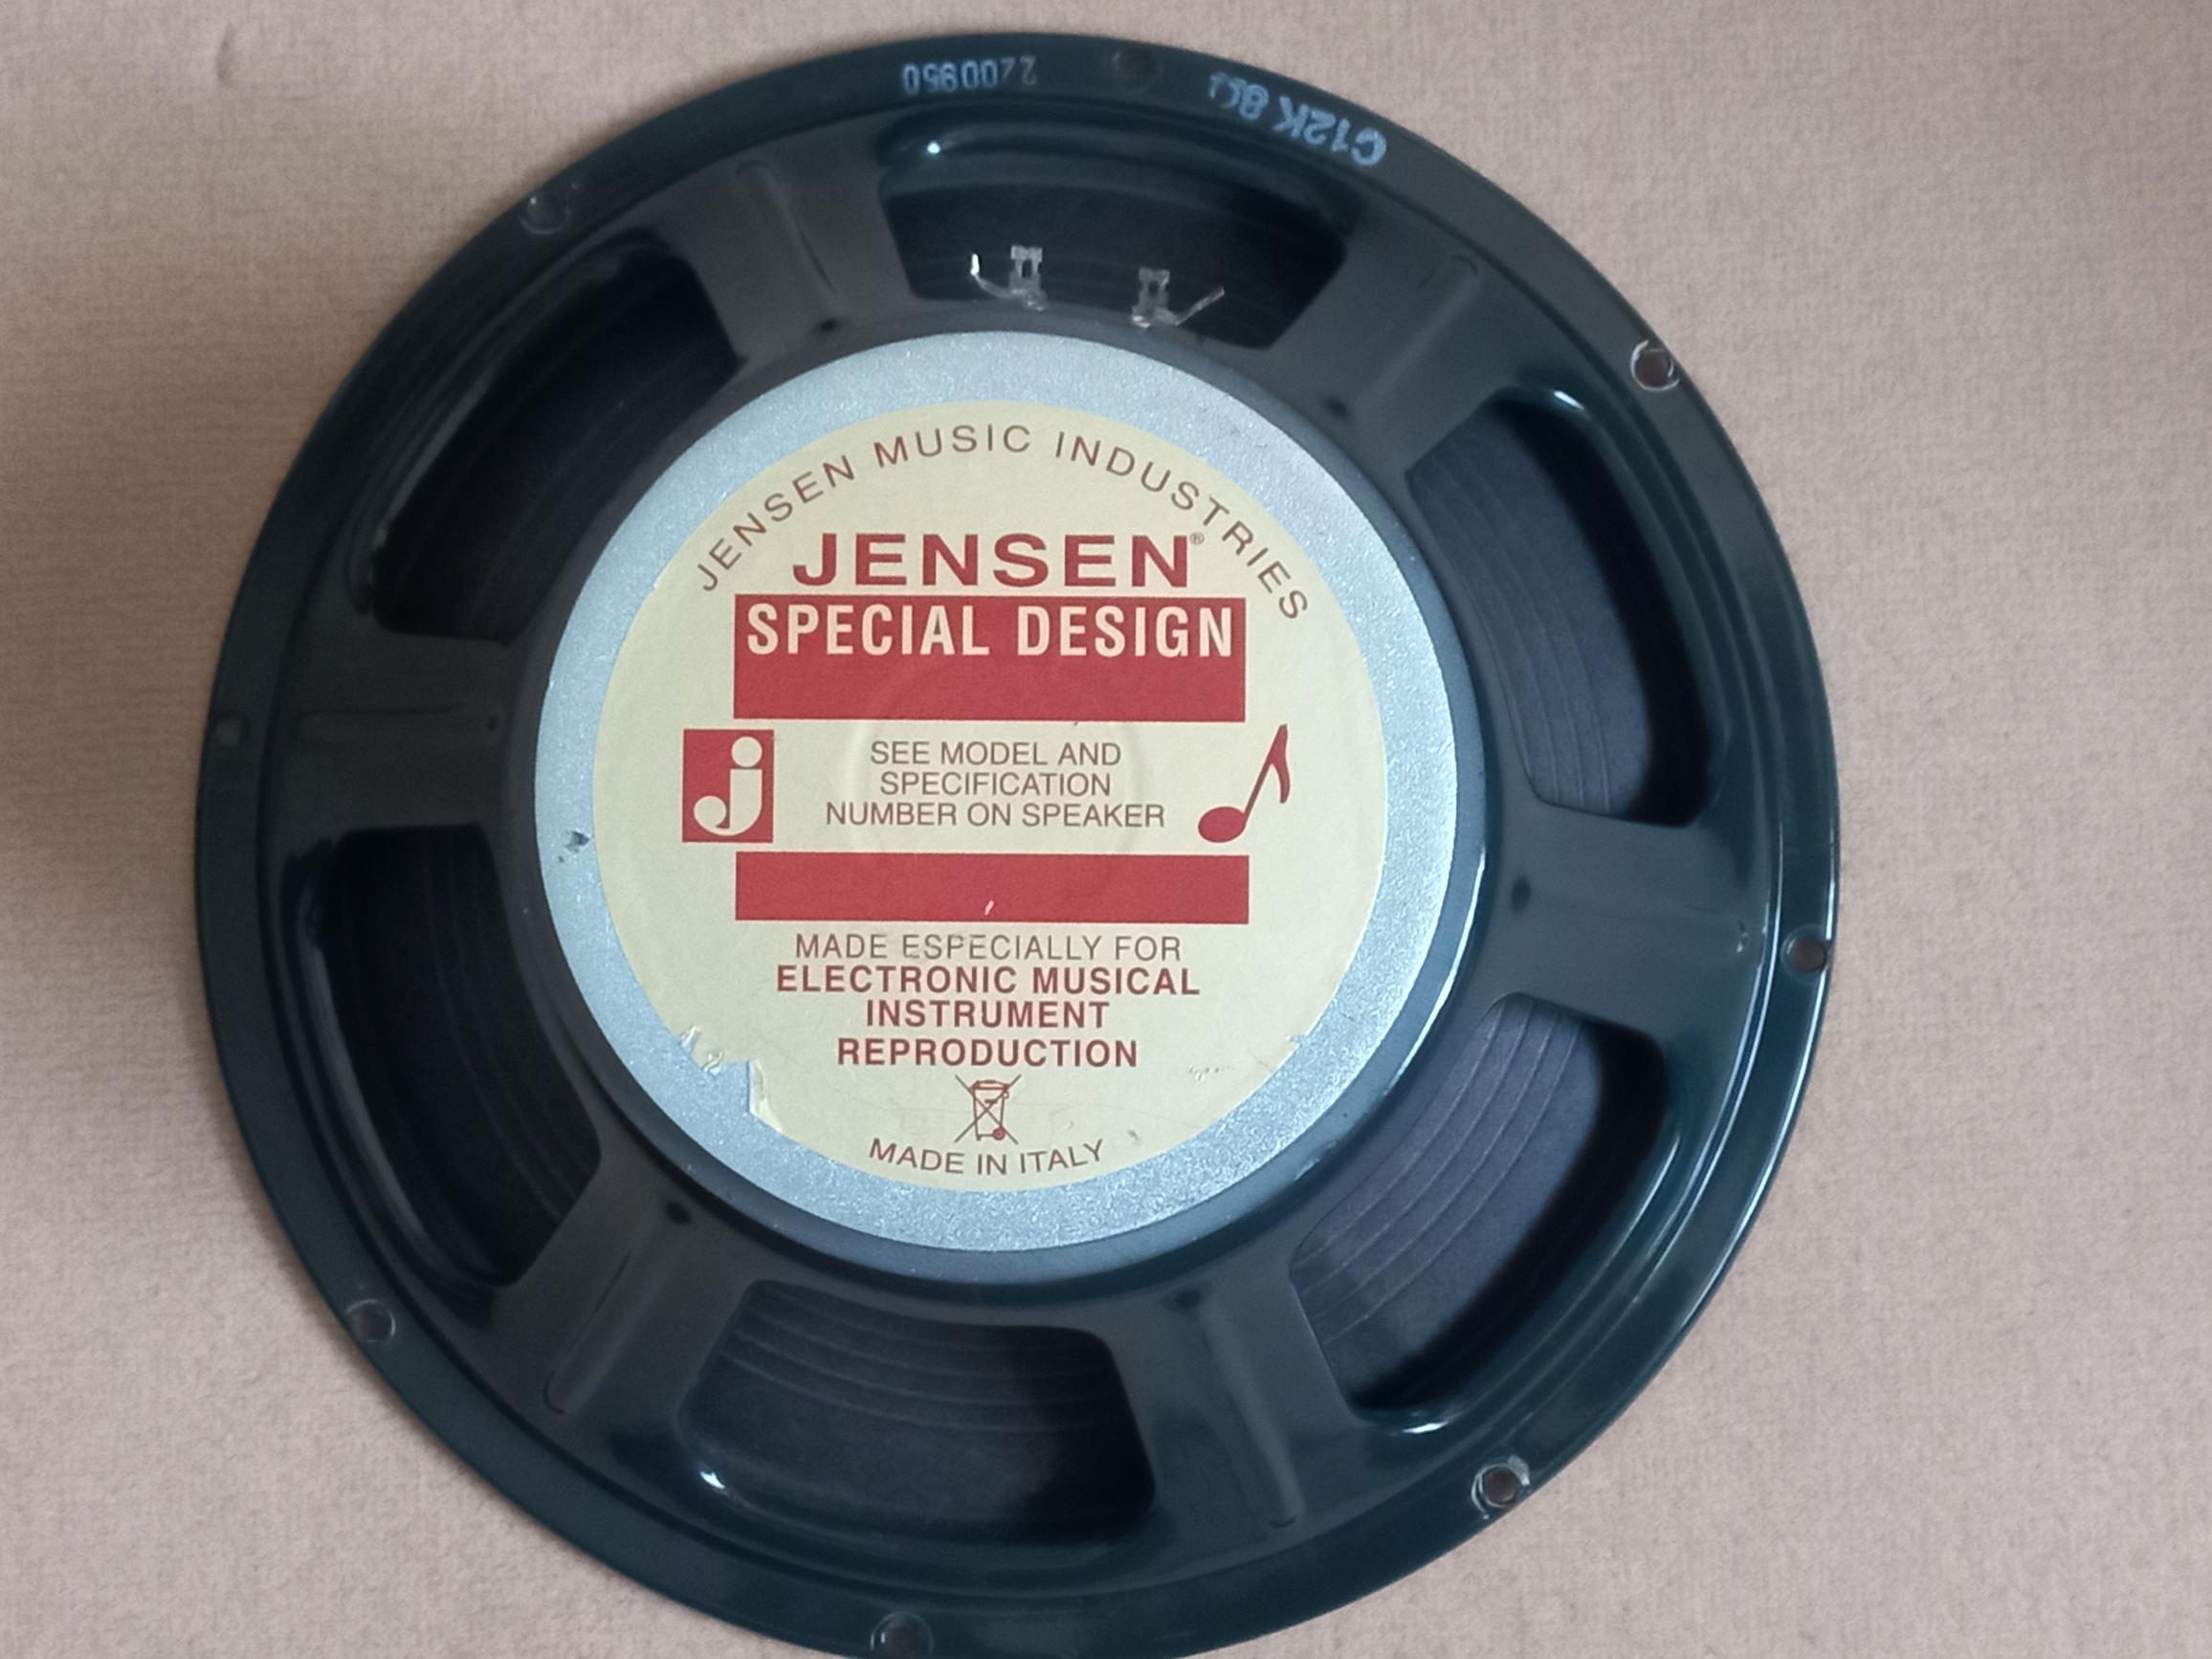 C12K 8Ω
JENSEN MUSIC INDUSTRIES
JENSEN®
SPECIAL DESIGN
SEE MODEL AND
SPECIFICATION
NUMBER ON SPEAKER
MADE ESPECIALLY FOR
ELECTRONIC MUSICAL
INSTRUMENT
REPRODUCTION
MADE IN ITALY